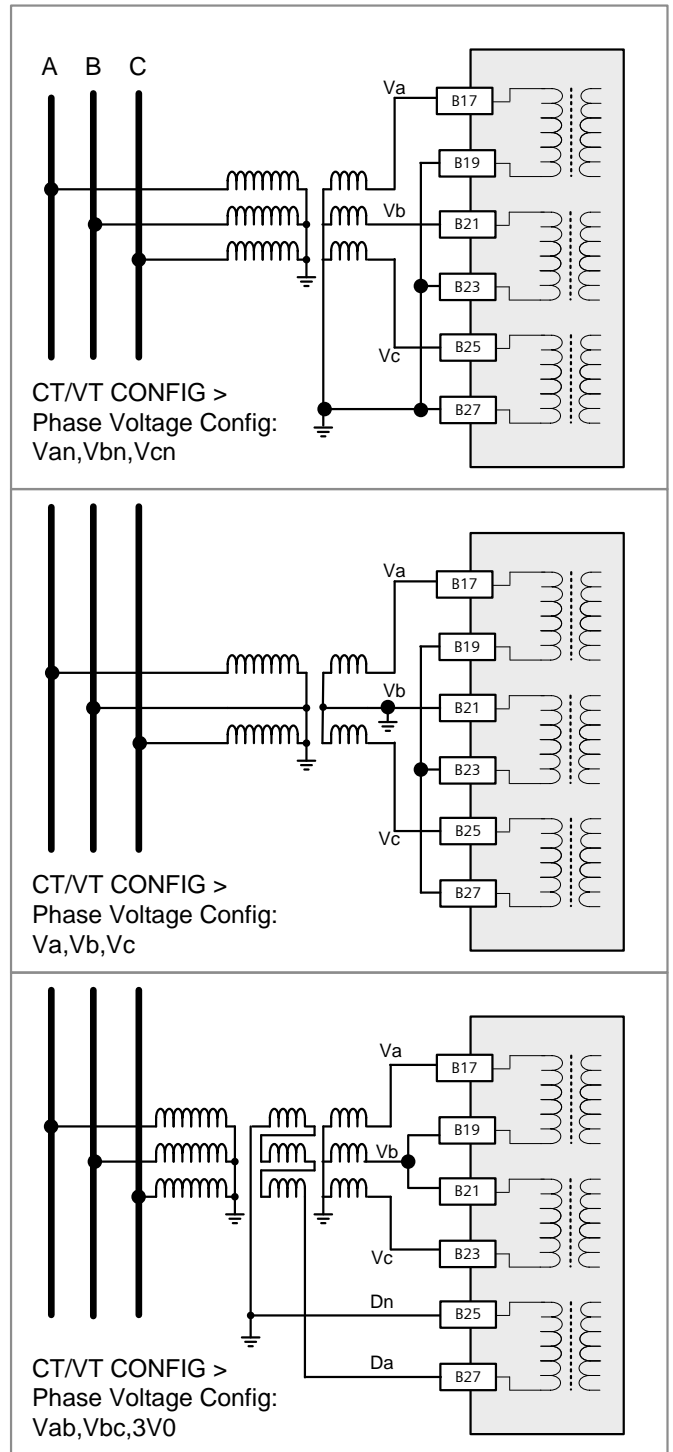 A B C
Va
B17
B19
Vb
B21
B23
B25
Vc
B27
CT/VT CONFIG >
Phase Voltage Config:
Van,Vbn,Vcn
Va
B17
B19
Vb
B21
B23
B25
Vc
B27
CT/VT CONFIG >
Phase Voltage Config:
Va,Vb,Vc
Va
B17
B19
Vb
B21
B23
Vc
Dn
B25
Da
B27
CT/VT CONFIG >
Phase Voltage Config:
Vab,Vbc,3V0